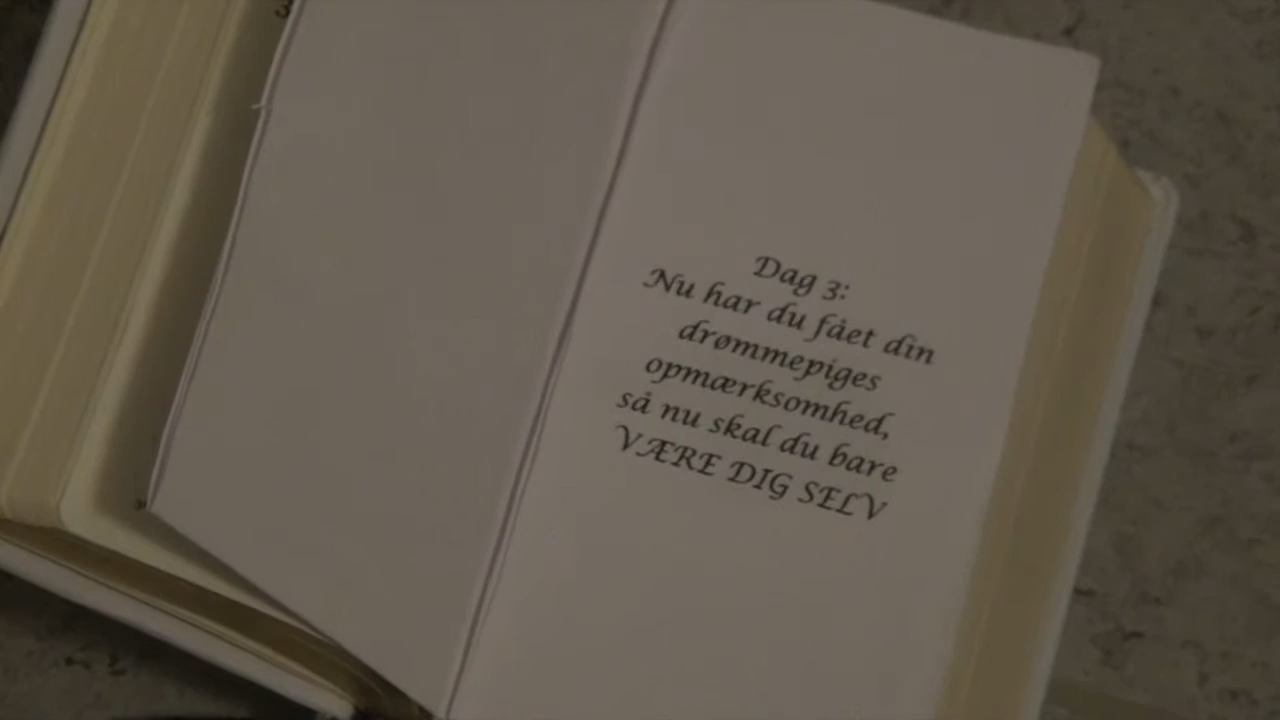 Dag 3:
Nu har du fået din
drømmepiges
opmærksomhed,
så nu skal du bare
VÆRE DIG SELV